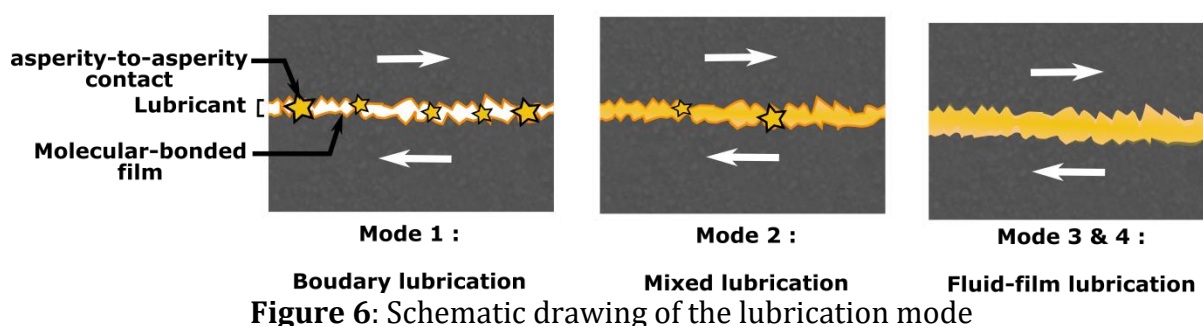 asperity-to-asperity
contact
Lubricant
Molecular-bonded
film
Mode 1 :
Boudary lubrication
Mode 2 :
Mixed lubrication
Mode 3 & 4 :
Fluid-film lubrication
Figure 6: Schematic drawing of the lubrication mode